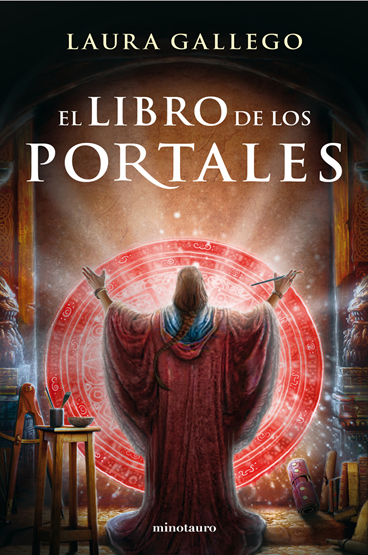 LAURA GALLEGO
EL LIBRO DE LOS
PORTALES
minotauro